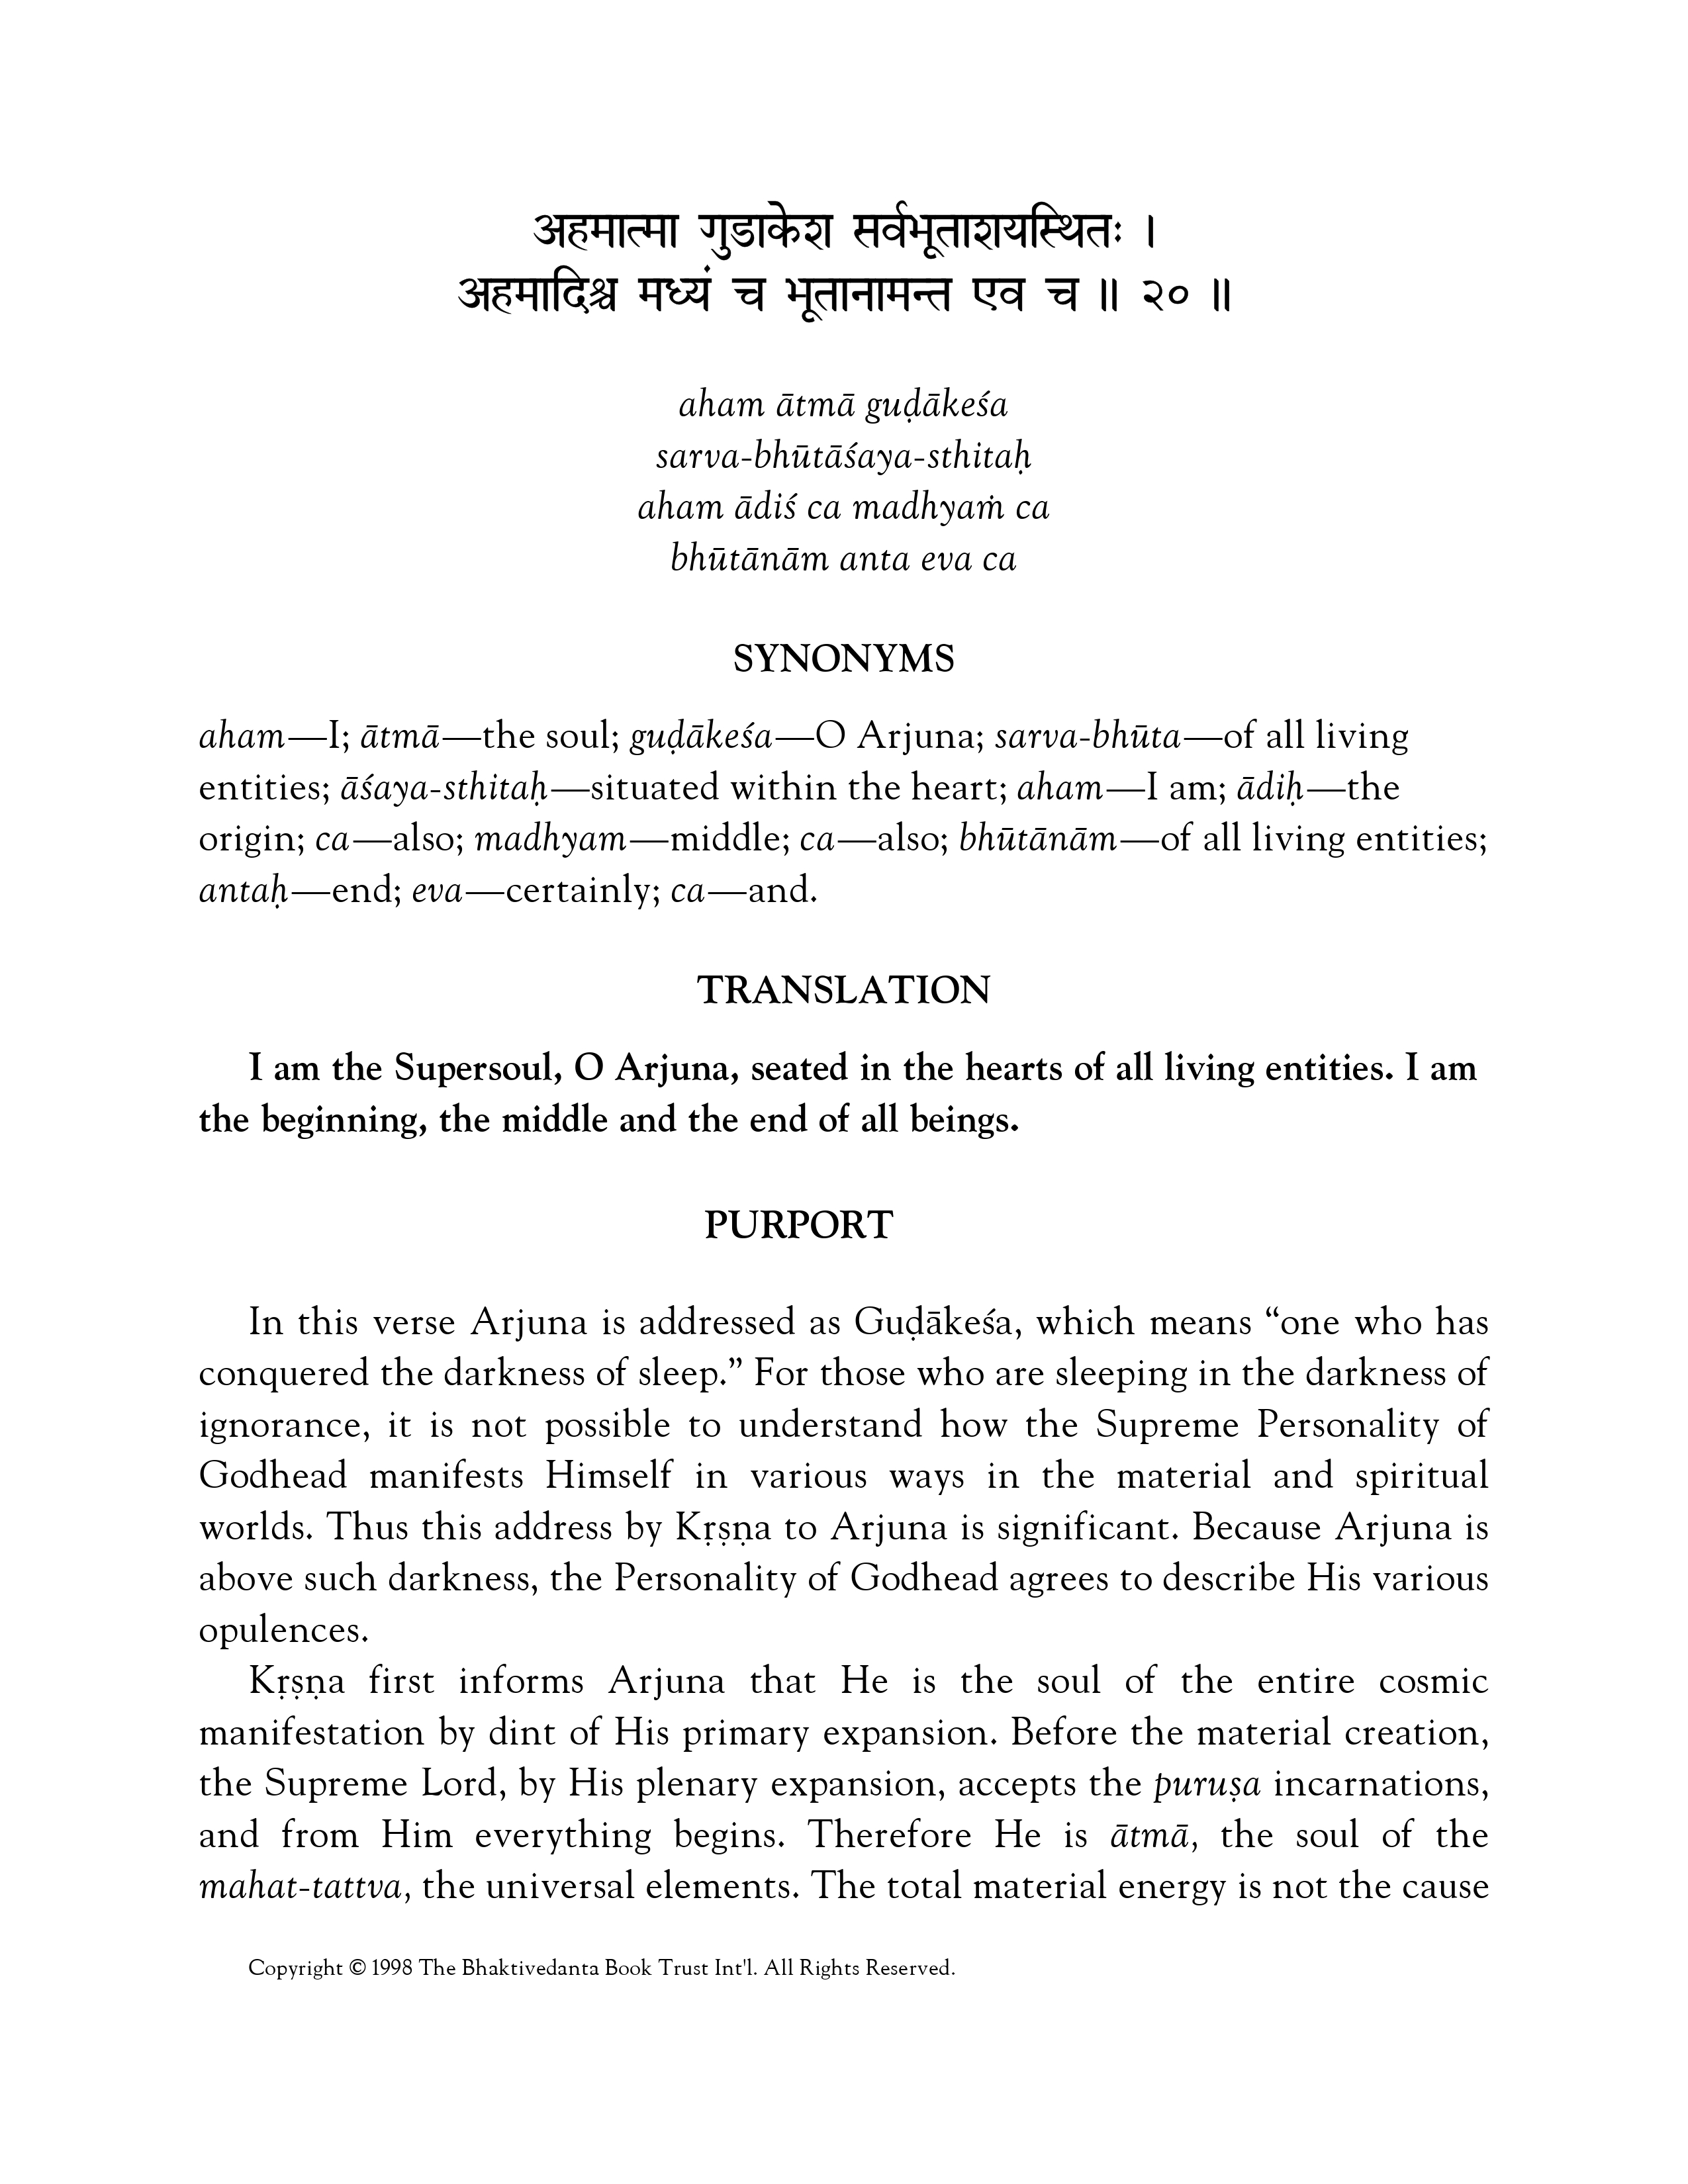 अहमात्मा गुडाकेश सर्वभूताशयस्थितः ।
अहमादिश्च मध्यं च भूतानामन्त एव च ॥ २० ॥
aham ātmā guḍākeśa
sarva-bhūtāśaya-sthitaḥ
aham ādiś ca madhyaṁ ca
bhūtānām anta eva ca
SYNONYMS
aham—I; ātmā—the soul; guḍākeśa—O Arjuna; sarva-bhūta—of all living
entities; āśaya-sthitaḥ—situated within the heart; aham—I am; ādiḥ—the
origin; ca—also; madhyam—middle; ca—also; bhūtānām—of all living entities;
antaḥ—end; eva—certainly; ca—and.
TRANSLATION
I am the Supersoul, O Arjuna, seated in the hearts of all living entities. I am
the beginning, the middle and the end of all beings.
PURPORT
In this verse Arjuna is addressed as Guḍākeśa, which means “one who has
conquered the darkness of sleep.” For those who are sleeping in the darkness of
ignorance, it is not possible to understand how the Supreme Personality of
Godhead manifests Himself in various ways in the material and spiritual
worlds. Thus this address by Kṛṣṇa to Arjuna is significant. Because Arjuna is
above such darkness, the Personality of Godhead agrees to describe His various
opulences.
Kṛṣṇa first informs Arjuna that He is the soul of the entire cosmic
manifestation by dint of His primary expansion. Before the material creation,
the Supreme Lord, by His plenary expansion, accepts the puruṣa incarnations,
and from Him everything begins. Therefore He is ātmā, the soul of the
mahat-tattva, the universal elements. The total material energy is not the cause
Copyright © 1998 The Bhaktivedanta Book Trust Int'l. All Rights Reserved.